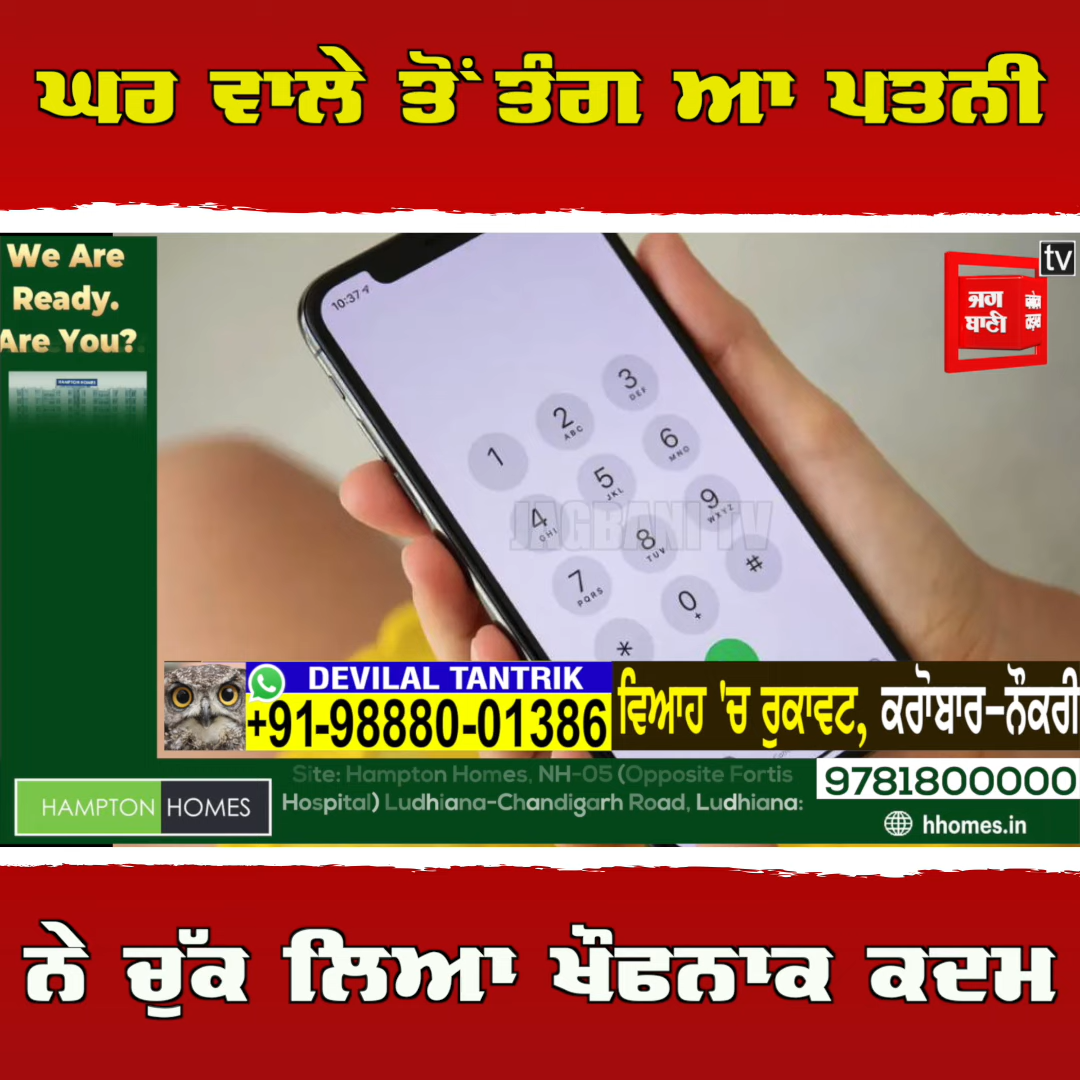 ਘਰ ਵਾਲੇ ਤੋਂ ਤੰਗ ਆ ਪਤਨੀ
We Are
Ready.
Are You?
HAMPTON HOMES
tv
ਜਗ
ਬਾਣੀ
10:37
1
2 ABC
3 DEF
4 GHI
5 JKL
6 MNO
7 PQRS
8 TUV
9 WXYZ
*
0 +
#
JAGBANI TV
DEVILAL TANTRIK
+91-98880-01386
ਵਿਆਹ 'ਚ ਰੁਕਾਵਟ, ਕਰੋਬਾਰ-ਨੌਕਰੀ
HAMPTON HOMES
Site: Hampton Homes, NH-05 (Opposite Fortis
Hospital) Ludhiana-Chandigarh Road, Ludhiana:
9781800000
hhomes.in
ਨੇ ਚੁੱਕ ਲਿਆ ਖੌਫਨਾਕ ਕਦਮ